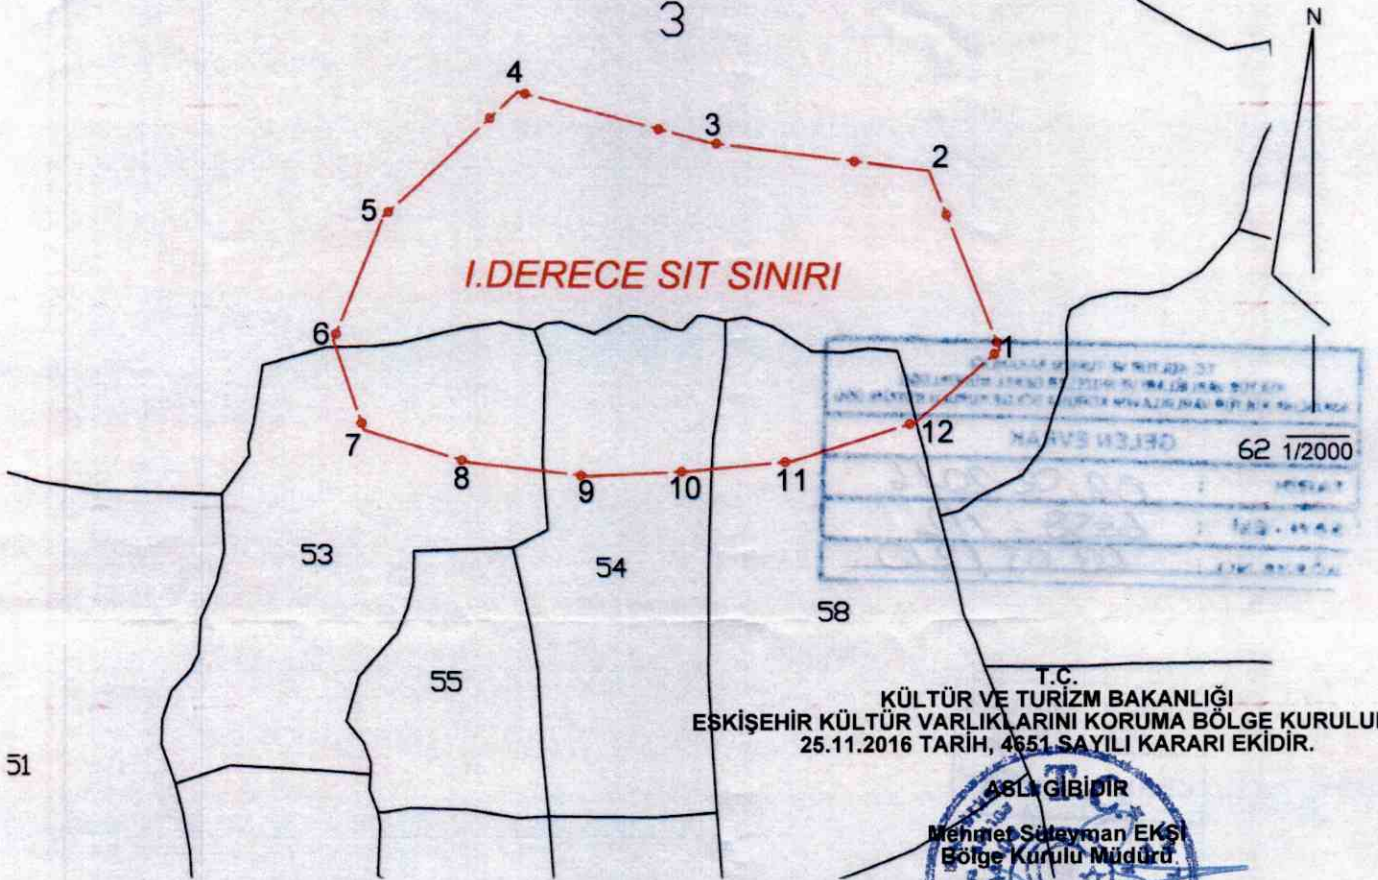 3
N
4
3
2
5
I.DERECE SIT SINIRI
6
1
7
12
8
9
10
11
62 1/2000
GELEN EVRAK
53
54
58
55
51
T.C.
KÜLTÜR VE TURİZM BAKANLIĞI
ESKİŞEHİR KÜLTÜR VARLIKLARINI KORUMA BÖLGE KURULU
25.11.2016 TARİH, 4651 SAYILI KARARI EKİDİR.
ASLI GİBİDİR
T.C.
Mehmet Süleyman EKŞİ
Bölge Kurulu Müdürü